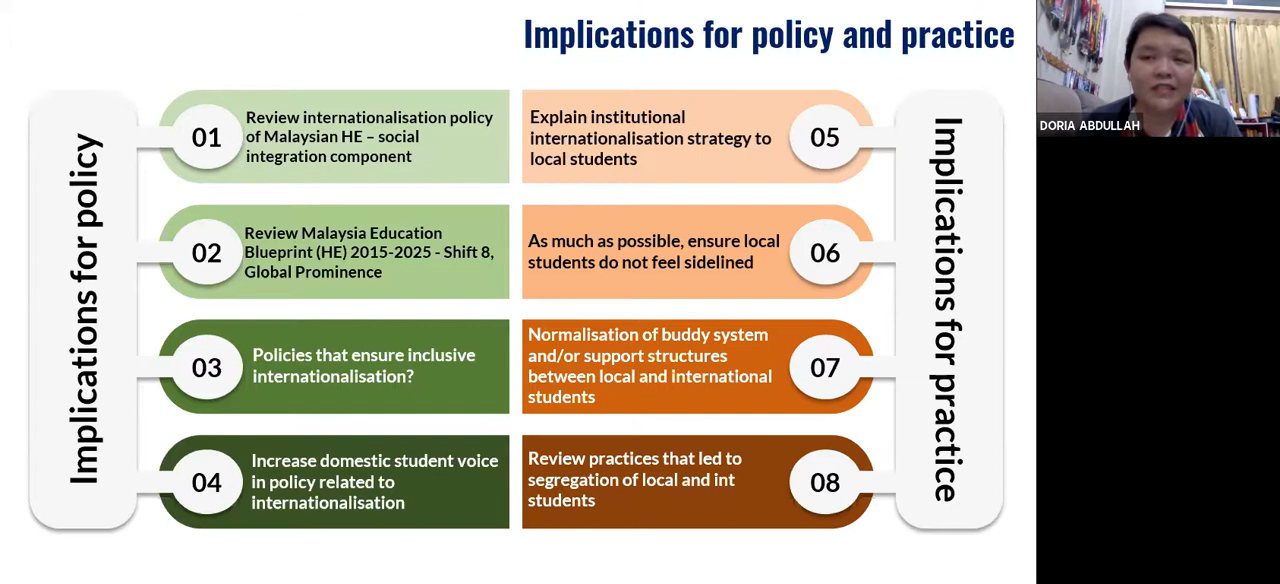 Implications for policy and practice
DORIA ABDULLAH
Implications for policy
01
Review internationalisation policy
of Malaysian HE – social
integration component
02
Review Malaysia Education
Blueprint (HE) 2015-2025 - Shift 8,
Global Prominence
03
Policies that ensure inclusive
internationalisation?
04
Increase domestic student voice
in policy related to
internationalisation
Explain institutional
internationalisation strategy to
local students
05
As much as possible, ensure local
students do not feel sidelined
06
Normalisation of buddy system
and/or support structures
between local and international
students
07
Review practices that led to
segregation of local and int
students
08
Implications for practice